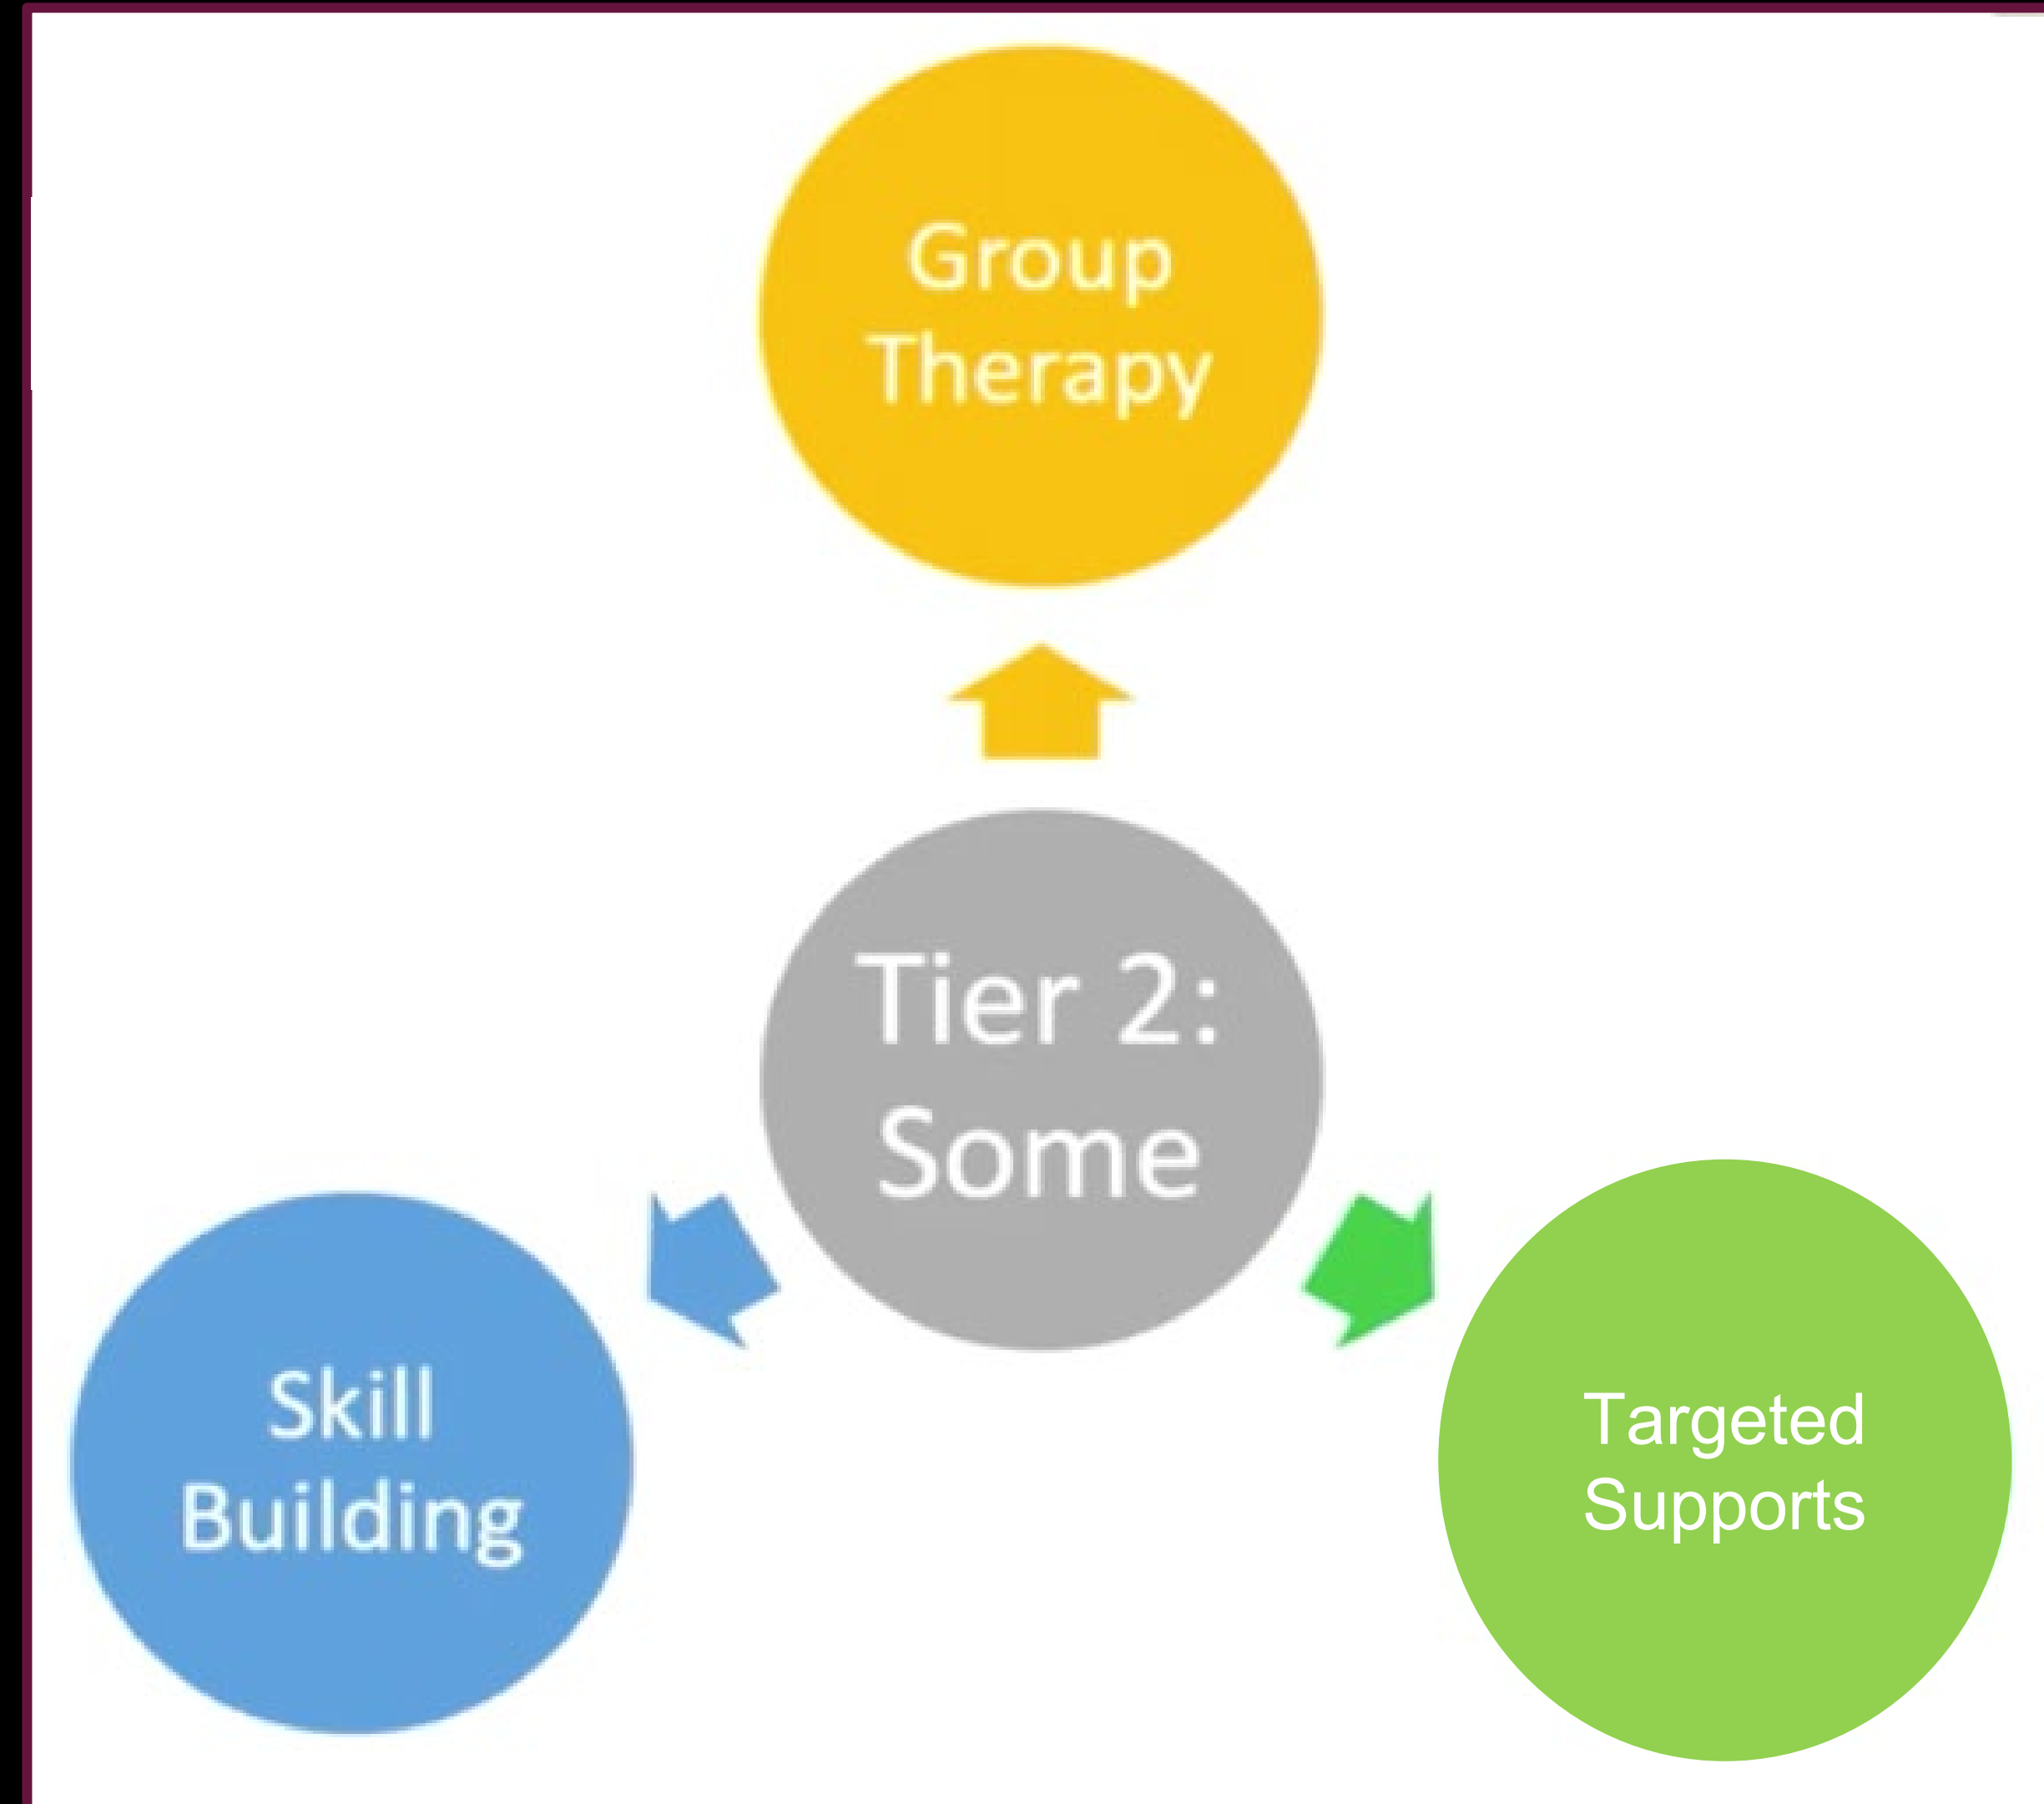 Group
Therapy
Tier 2:
Some
Skill
Building
Targeted
Supports